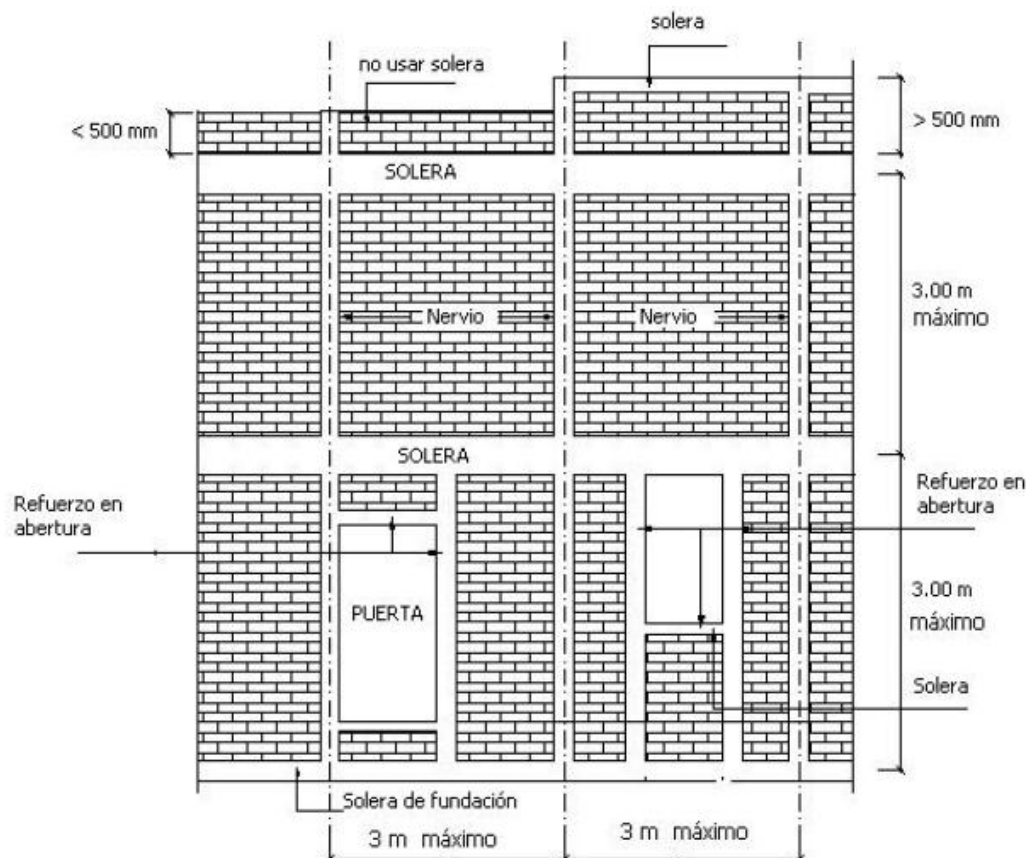 solera
no usar solera
< 500 mm
> 500 mm
SOLERA
3.00 m
máximo
Nervio
Nervio
SOLERA
Refuerzo en
abertura
Refuerzo en
abertura
PUERTA
3.00 m
máximo
Solera
Solera de fundación
3 m máximo
3 m máximo